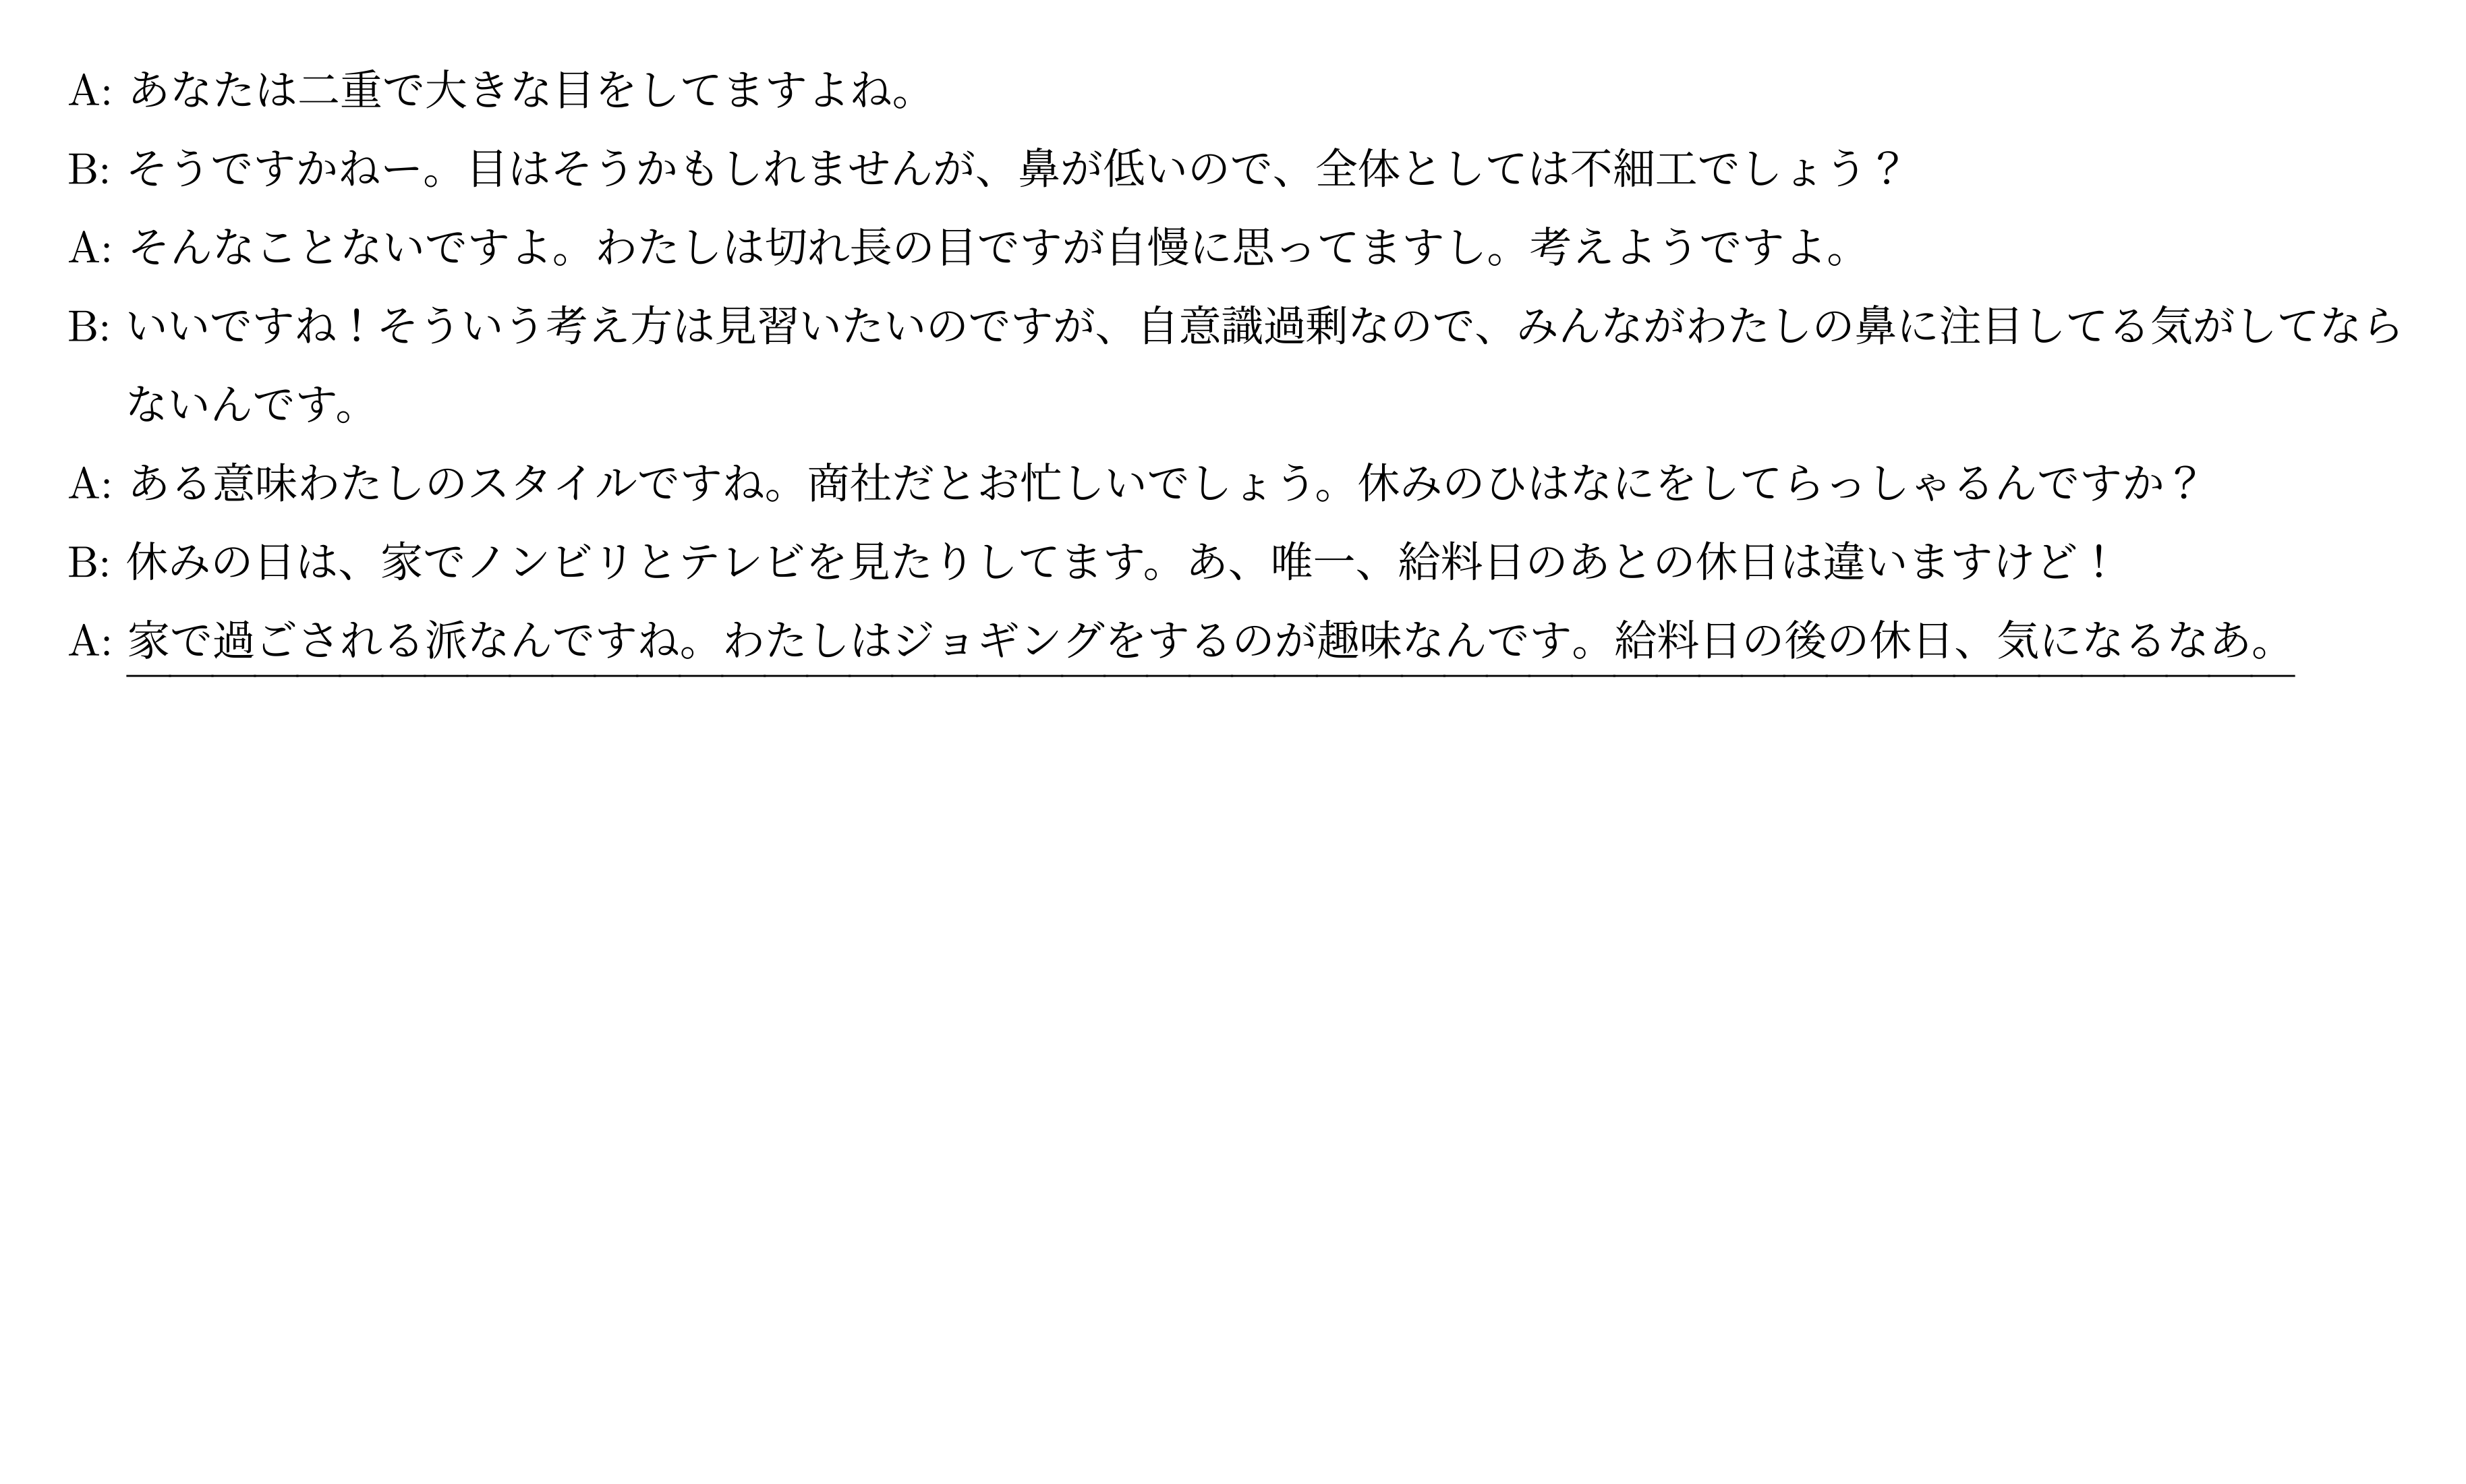 A: あなたは二重で大きな目をしてますよね。
B: そうですかねー。目はそうかもしれませんが、鼻が低いので、全体としては不細工でしょう？
A: そんなことないですよ。わたしは切れ長の目ですが自慢に思ってますし。考えようですよ。
B: いいですね！そういう考え方は見習いたいのですが、自意識過剰なので、みんながわたしの鼻に注目してる気がしてなら
ないんです。
A: ある意味わたしのスタイルですね。商社だとお忙しいでしょう。休みのひはなにをしてらっしゃるんですか？
B: 休みの日は、家でノンビリとテレビを見たりしてます。あ、唯一、給料日のあとの休日は違いますけど！
A: 家で過ごされる派なんですね。わたしはジョギングをするのが趣味なんです。給料日の後の休日、気になるなあ。